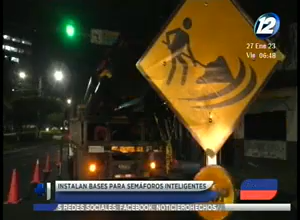 12
27 ENE 23
VIE 06:18
INSTALAN BASES PARA SEMÁFOROS INTELIGENTES
S REDES SOCIALES: FACEBOOK: NOTICIEROHECHOS